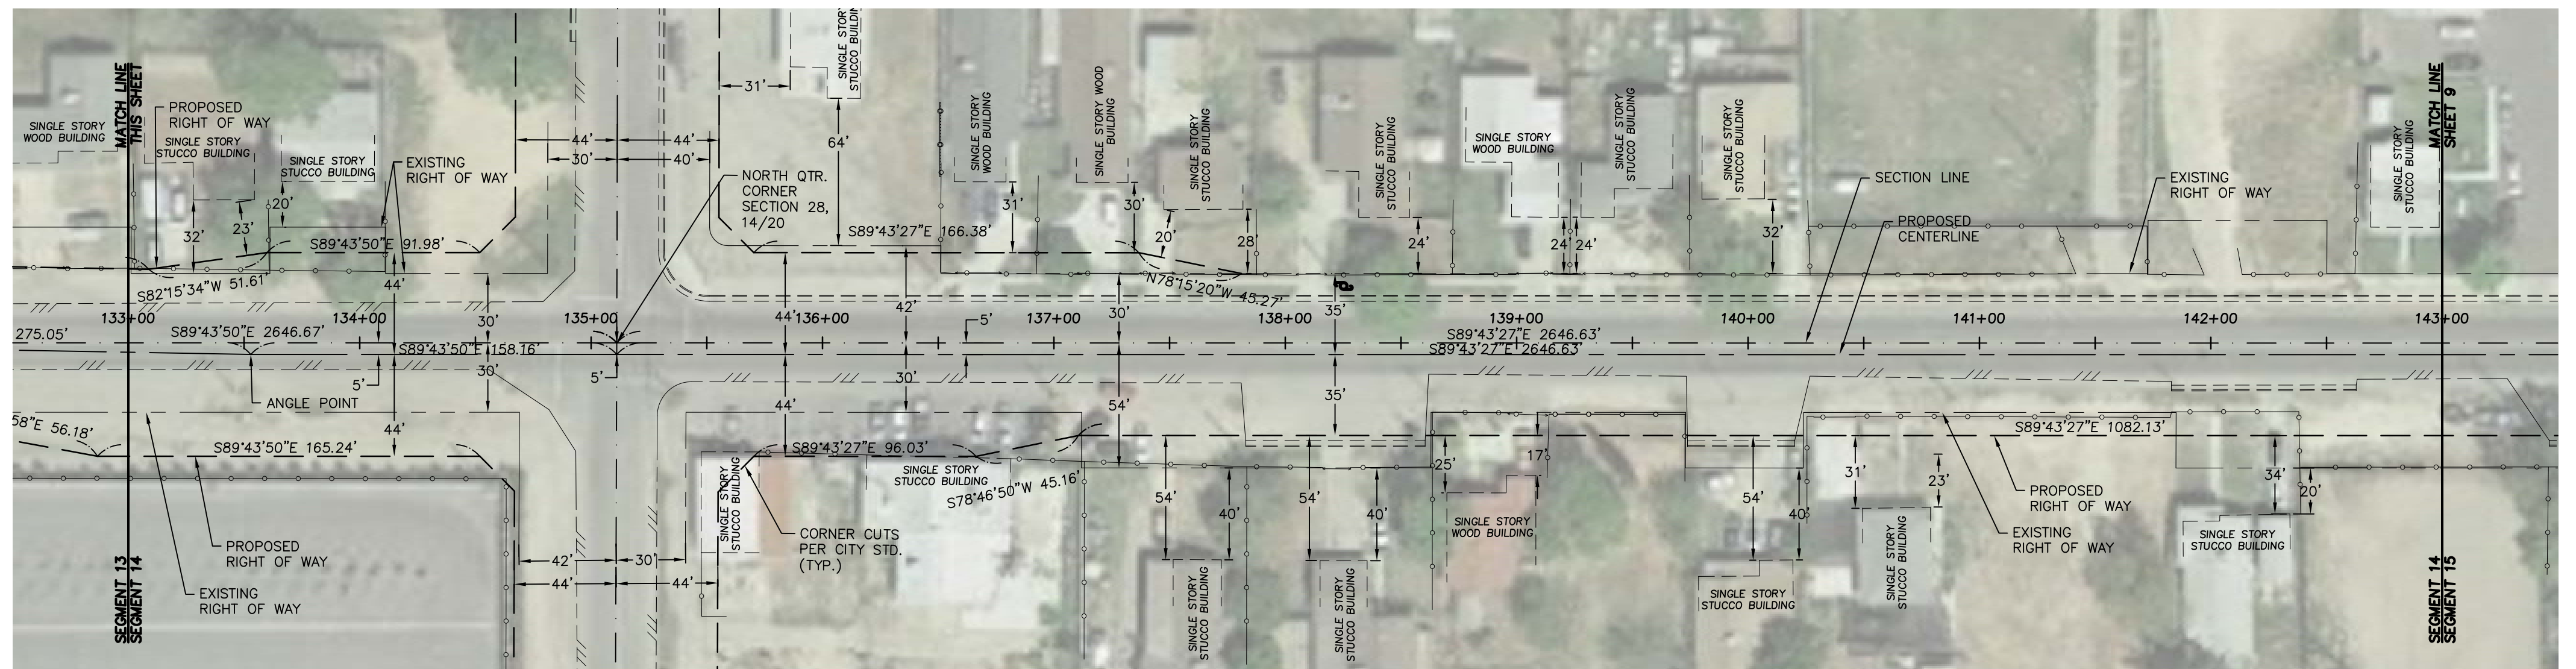 MATCH LINE
THIS SHEET
PROPOSED
RIGHT OF WAY
SINGLE STORY
WOOD BUILDING
SINGLE STORY
STUCCO BUILDING
SINGLE STORY
STUCCO BUILDING
EXISTING
RIGHT OF WAY
32'
23'
20'
S89°43'50"E 91.98'
S82°15'34"W 51.61'
44'
30'
44'
30'
44'
40'
31'
64'
SINGLE STORY
STUCCO BUILDIN
NORTH QTR.
CORNER
SECTION 28,
14/20
S89°43'27"E 166.38'
SINGLE STORY
WOOD BUILDING
31'
SINGLE STORY WOOD
BUILDING
30'
SINGLE STORY
STUCCO BUILDING
20'
28'
N78°15'20"W 45.27'
SINGLE STORY
STUCCO BUILDING
24'
SINGLE STORY
WOOD BUILDING
24'
24'
SINGLE STORY
STUCCO BUILDING
SINGLE STORY
STUCCO BUILDING
32'
SECTION LINE
PROPOSED
CENTERLINE
EXISTING
RIGHT OF WAY
SINGLE STORY
STUCCO BUILDING
MATCH LINE
SHEET 9
133+00
134+00
135+00
136+00
137+00
138+00
139+00
140+00
141+00
142+00
143+00
275.05'
S89°43'50"E 2646.67'
S89°43'50"E 158.16'
44'
42'
5'
30'
35'
S89°43'27"E 2646.63'
S89°43'27"E 2646.63'
5'
30'
5'
30'
35'
ANGLE POINT
44'
44'
54'
58"E 56.18'
S89°43'50"E 165.24'
S89°43'27"E 96.03'
S78°46'50"W 45.16'
S89°43'27"E 1082.13'
SINGLE STORY
STUCCO BUILDING
SINGLE STORY
STUCCO BUILDING
CORNER CUTS
PER CITY STD.
(TYP.)
42'
30'
44'
44'
PROPOSED
RIGHT OF WAY
EXISTING
RIGHT OF WAY
54'
40'
SINGLE STORY
STUCCO BUILDING
54'
40'
SINGLE STORY
STUCCO BUILDING
25'
17'
SINGLE STORY
WOOD BUILDING
54'
40'
SINGLE STORY
STUCCO BUILDING
31'
23'
SINGLE STORY
STUCCO BUILDING
PROPOSED
RIGHT OF WAY
EXISTING
RIGHT OF WAY
34'
20'
SINGLE STORY
STUCCO BUILDING
SEGMENT 13
SEGMENT 14
SEGMENT 14
SEGMENT 15